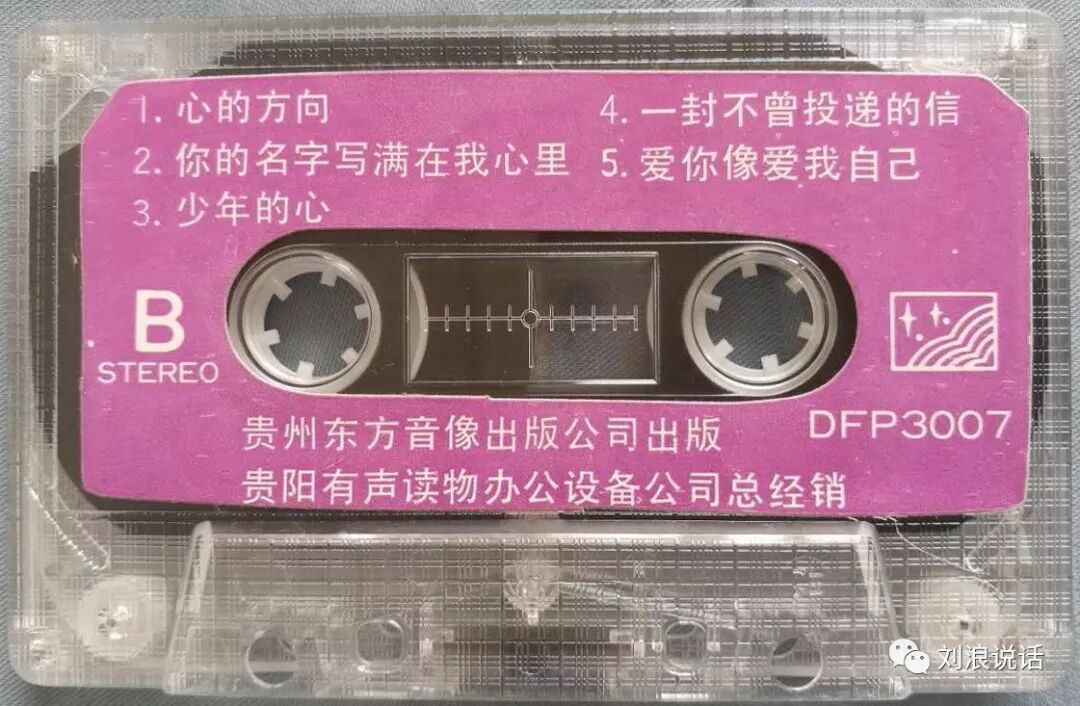 1. 心的方向
2. 你的名字写满在我心里
3. 少年的心
4. 一封不曾投递的信
5. 爱你像爱我自己
B
STEREO
DFP3007
贵州东方音像出版公司出版
贵阳有声读物办公设备公司总经销
刘浪说话